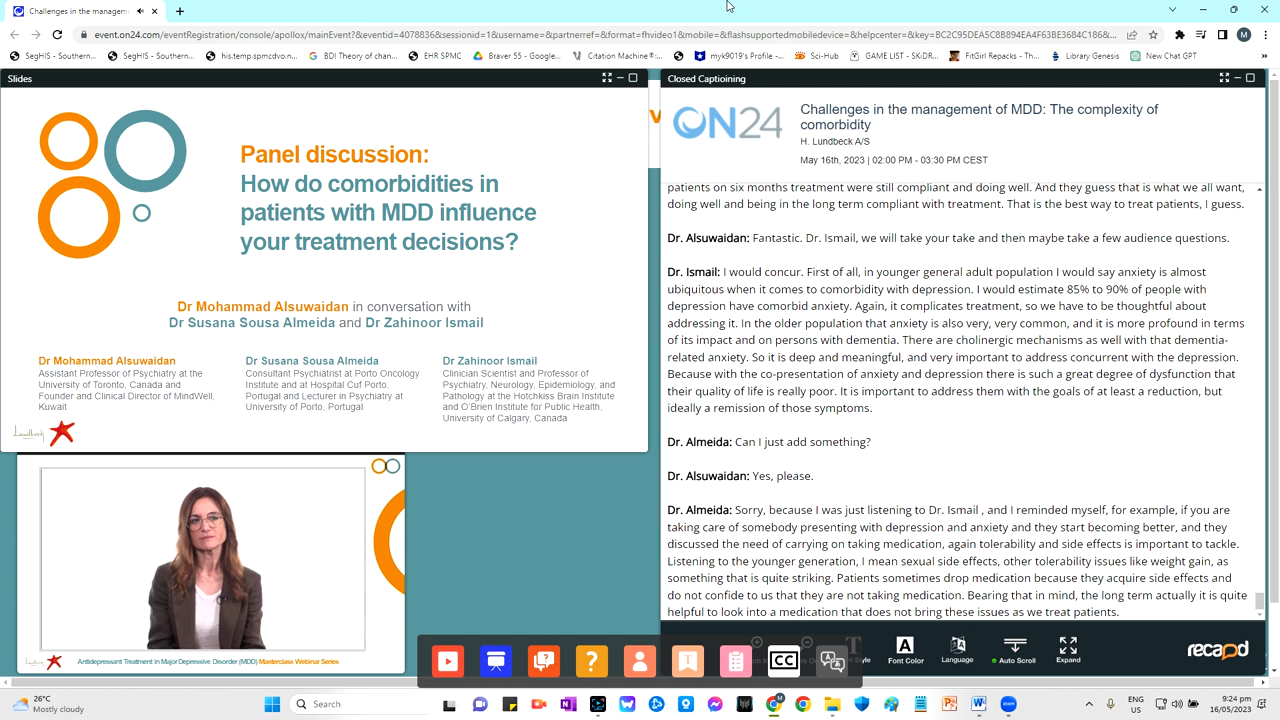 Challenges in the managem
event.on24.com/eventRegistration/console/apollox/mainEvent?&eventid=4078836&sessionid=1&username=&partnerref=&format=fhvideo1&mobile=&flashsupportedmobiledevice=&helpcenter=&key=BC2C95DEA5C8B894EA4F63BE3684C186&...
M
SegHIS - Southern...
SegHIS - Southern...
his.temp.spmcdvo.n...
BDI Theory of chan...
EHR SPMC
Braver 55 - Google...
Citation Machine®:...
myk9019's Profile -...
Sci-Hub
GAME LIST - SKiDR...
FitGirl Repacks - Th...
Library Genesis
New Chat GPT
Slides
Panel discussion:
How do comorbidities in
patients with MDD influence
your treatment decisions?
Dr Mohammad Alsuwaidan in conversation with
Dr Susana Sousa Almeida and Dr Zahinoor Ismail
Dr Mohammad Alsuwaidan
Assistant Professor of Psychiatry at the
University of Toronto, Canada and
Founder and Clinical Director of MindWell,
Kuwait
Dr Susana Sousa Almeida
Consultant Psychiatrist at Porto Oncology
Institute and at Hospital Cuf Porto,
Portugal and Lecturer in Psychiatry at
University of Porto, Portugal
Dr Zahinoor Ismail
Clinician Scientist and Professor of
Psychiatry, Neurology, Epidemiology, and
Pathology at the Hotchkiss Brain Institute
and O'Brien Institute for Public Health,
University of Calgary, Canada
Lundbeck
Antidepressant Treatment in Major Depressive Disorder (MDD) Masterclass Webinar Series
Closed Captioining
ON24
Challenges in the management of MDD: The complexity of
comorbidity
H. Lundbeck A/S
May 16th, 2023 | 02:00 PM - 03:30 PM CEST
patients on six months treatment were still compliant and doing well. And they guess that is what we all want,
doing well and being in the long term compliant with treatment. That is the best way to treat patients, I guess.
Dr. Alsuwaidan: Fantastic. Dr. Ismail, we will take your take and then maybe take a few audience questions.
Dr. Ismail: I would concur. First of all, in younger general adult population I would say anxiety is almost
ubiquitous when it comes to comorbidity with depression. I would estimate 85% to 90% of people with
depression have comorbid anxiety. Again, it complicates treatment, so we have to be thoughtful about
addressing it. In the older population that anxiety is also very, very common, and it is more profound in terms
of its impact and on persons with dementia. There are cholinergic mechanisms as well with that dementia-
related anxiety. So it is deep and meaningful, and very important to address concurrent with the depression.
Because with the co-presentation of anxiety and depression there is such a great degree of dysfunction that
their quality of life is really poor. It is important to address them with the goals of at least a reduction, but
ideally a remission of those symptoms.
Dr. Almeida: Can I just add something?
Dr. Alsuwaidan: Yes, please.
Dr. Almeida: Sorry, because I was just listening to Dr. Ismail , and I reminded myself, for example, if you are
taking care of somebody presenting with depression and anxiety and they start becoming better, and they
discussed the need of carrying on taking medication, again tolerability and side effects is important to tackle.
Listening to the younger generation, I mean sexual side effects, other tolerability issues like weight gain, as
something that is quite striking. Patients sometimes drop medication because they acquire side effects and
do not confide to us that they are not taking medication. Bearing that in mind, the long term actually it is quite
helpful to look into a medication that does not bring these issues as we treat patients.
Font Color
Language
Auto Scroll
Expand
recapd
CC
26°C
Mostly cloudy
Search
ENG
US
9:24 pm
16/05/2023